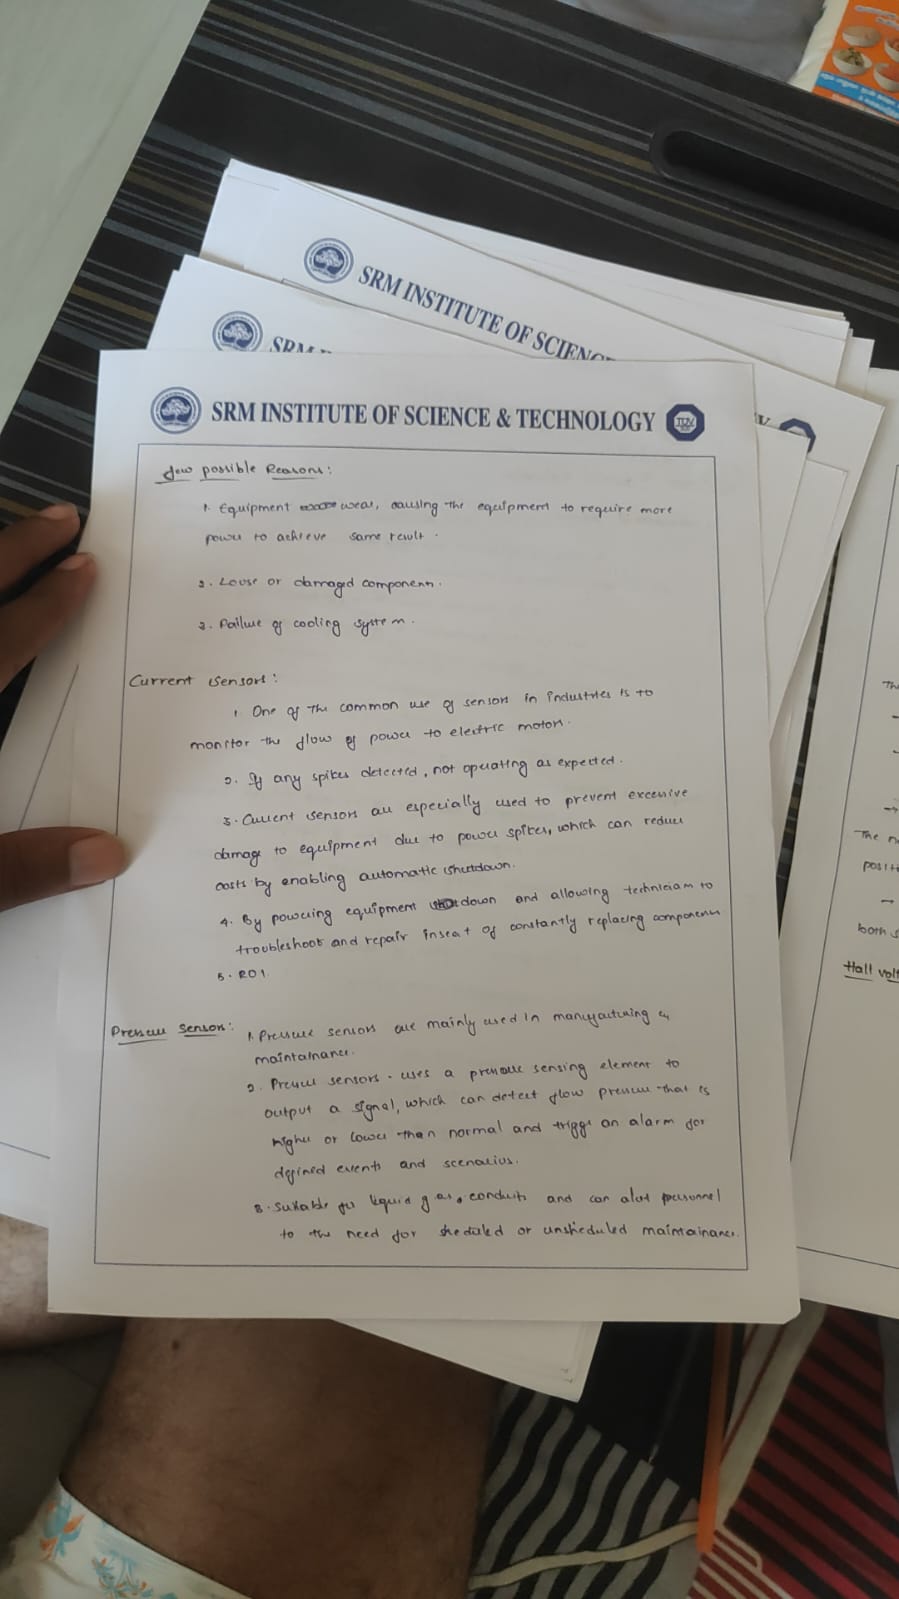 SRM INSTITUTE OF SCIENC
SRM
SRM INSTITUTE OF SCIENCE & TECHNOLOGY
few possible Reasons:
1. Equipment wear, causing the equipment to require more
power to achieve same result.
2. Loose or damaged components.
3. Failure of cooling system.
Current Sensors:
1. One of the common use of sensors in industries is to
monitor the flow of power to electric motors.
2. If any spikes detected, not operating as expected.
3. Current sensors are especially used to prevent excessive
damage to equipment due to power spikes, which can reduce
costs by enabling automatic shutdown.
4. By powering equipment down and allowing technicians to
troubleshoot and repair inseat of constantly replacing components
5. ROI.
Pressure Sensors:
1. Pressure sensors are mainly used in manufacturing &
maintainance.
2. Pressure sensors - uses a pressure sensing element to
output a signal, which can detect flow pressure that is
higher or lower than normal and trigger an alarm for
defined events and scenarios.
3. Suitable for liquid gas conduits and can alert personnel
to the need for sheduled or unsheduled maintainance.
Th
The n
posit
both s
Hall volt